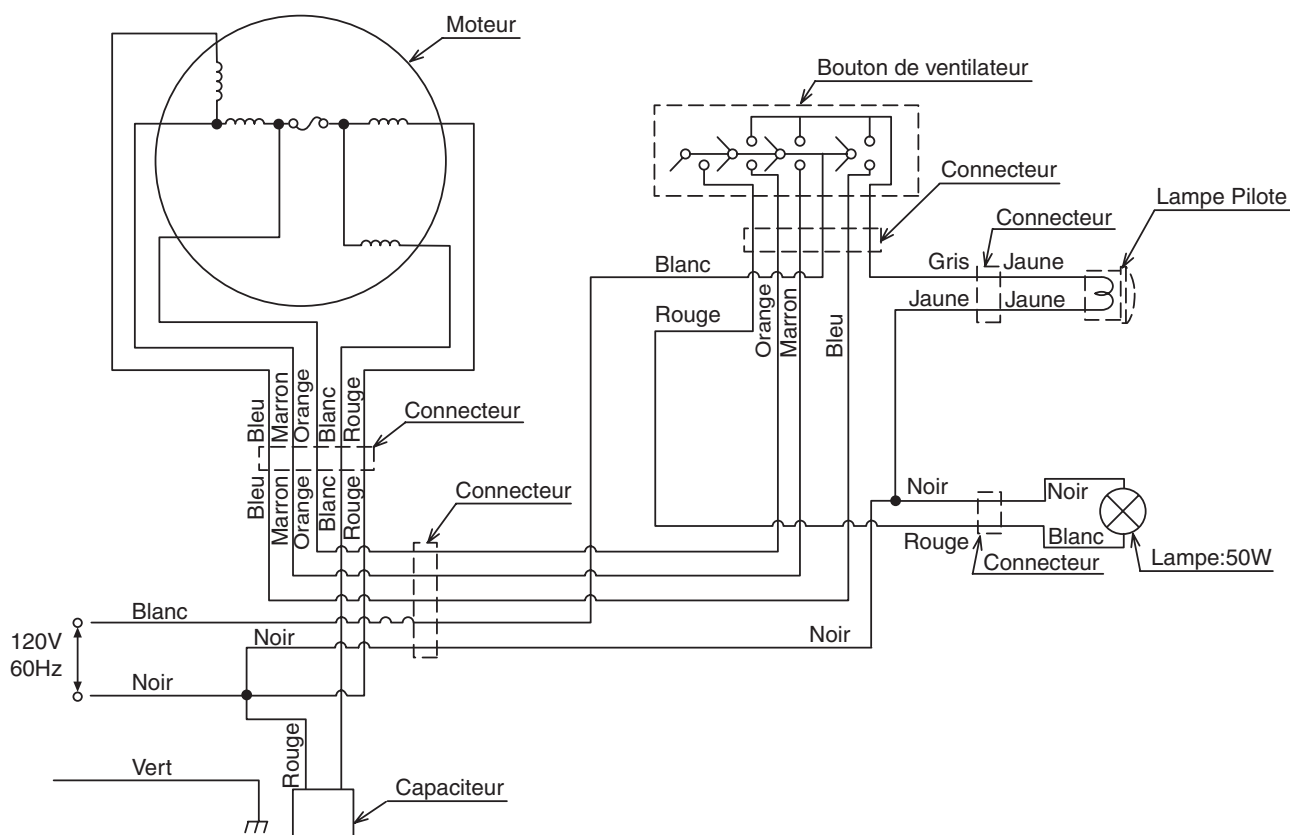 Moteur
Bouton de ventilateur
Connecteur
Lampe Pilote
Connecteur
Blanc
Gris
Jaune
Jaune
Jaune
Rouge
Orange
Marron
Bleu
Bleu
Marron
Orange
Blanc
Rouge
Connecteur
Bleu
Marron
Orange
Blanc
Rouge
Connecteur
Noir
Noir
Rouge
Blanc
Connecteur
Lampe:50W
Blanc
120V
60Hz
Noir
Noir
Noir
Rouge
Vert
Capaciteur